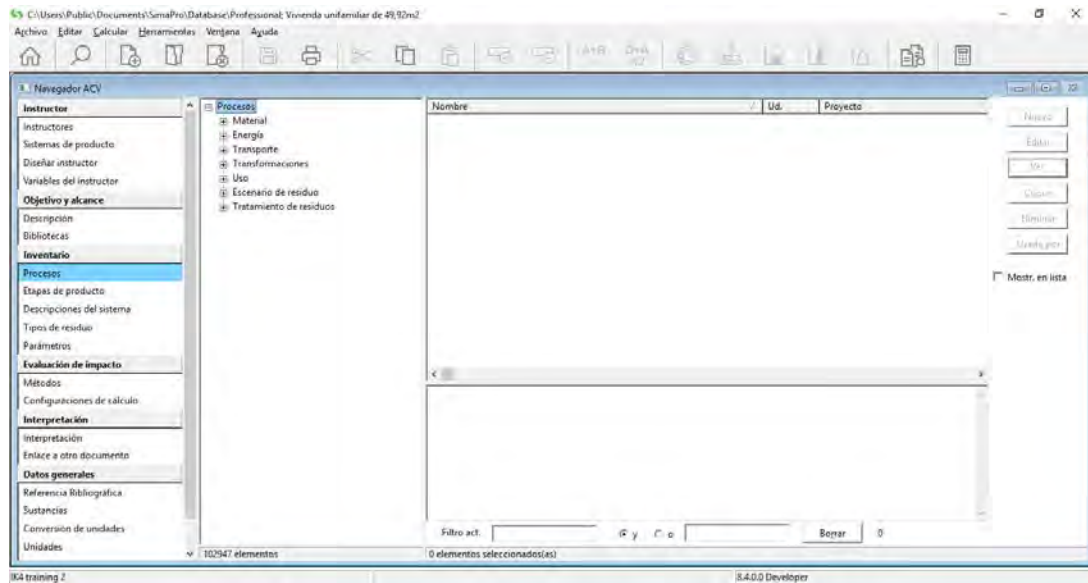 C:\Users\Public\Documents\SimaPro\Database\Professional; Vivienda unifamiliar de 49,92m2
Archivo Editar Calcular Herramientas Ventana Ayuda
Navegador ACV
Instructor
Instructores
Sistemas de producto
Diseñar instructor
Variables del instructor
Objetivo y alcance
Descripción
Bibliotecas
Inventario
Procesos
Etapas de producto
Descripciones del sistema
Tipos de residuo
Parámetros
Evaluación de impacto
Métodos
Configuraciones de cálculo
Interpretación
Interpretación
Enlace a otro documento
Datos generales
Referencia Bibliográfica
Sustancias
Conversión de unidades
Unidades
Procesos
Material
Energía
Transporte
Transformaciones
Uso
Escenario de residuo
Tratamiento de residuos
102947 elementos
Nombre Ud. Proyecto
Filtro act. y o Borrar 0
0 elementos seleccionados(as)
Nuevo
Editar
Ver
Copiar
Eliminar
Usado por
Mostr. en lista
IK4 training 2
8.4.0.0 Developer